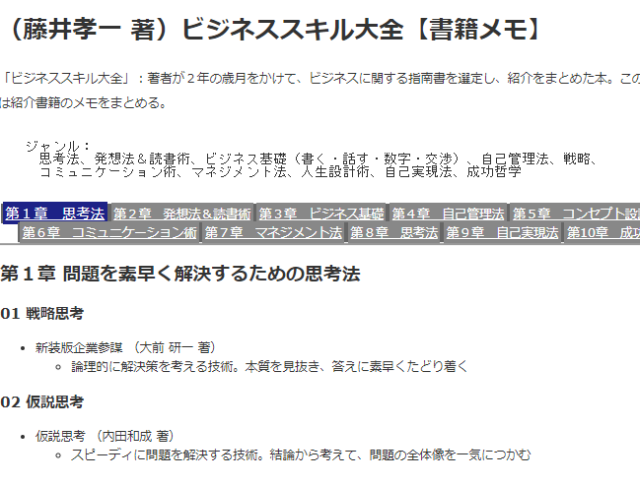 （藤井孝一 著）ビジネススキル大全【書籍メモ】
「ビジネススキル大全」：著者が２年の歳月をかけて、ビジネスに関する指南書を選定し、紹介をまとめた本。この
は紹介書籍のメモをまとめる。
ジャンル：
思考法、発想法＆読書術、ビジネス基礎（書く・話す・数字・交渉）、自己管理法、戦略、
コミュニケーション術、マネジメント法、人生設計術、自己実現法、成功哲学
第１章　思考法 第２章　発想法&読書術 第３章　ビジネス基礎 第４章　自己管理法 第５章　コンセプト設
第６章　コミュニケーション術 第７章　マネジメント法 第８章　思考法 第９章　自己実現法 第10章　成功
第１章 問題を素早く解決するための思考法
01 戦略思考
• 新装版企業参謀 （大前 研一 著）
◦ 論理的に解決策を考える技術。本質を見抜き、答えに素早くたどり着く
02 仮説思考
• 仮説思考 （内田和成 著）
◦ スピーディに問題を解決する技術。結論から考えて、問題の全体像を一気につかむ